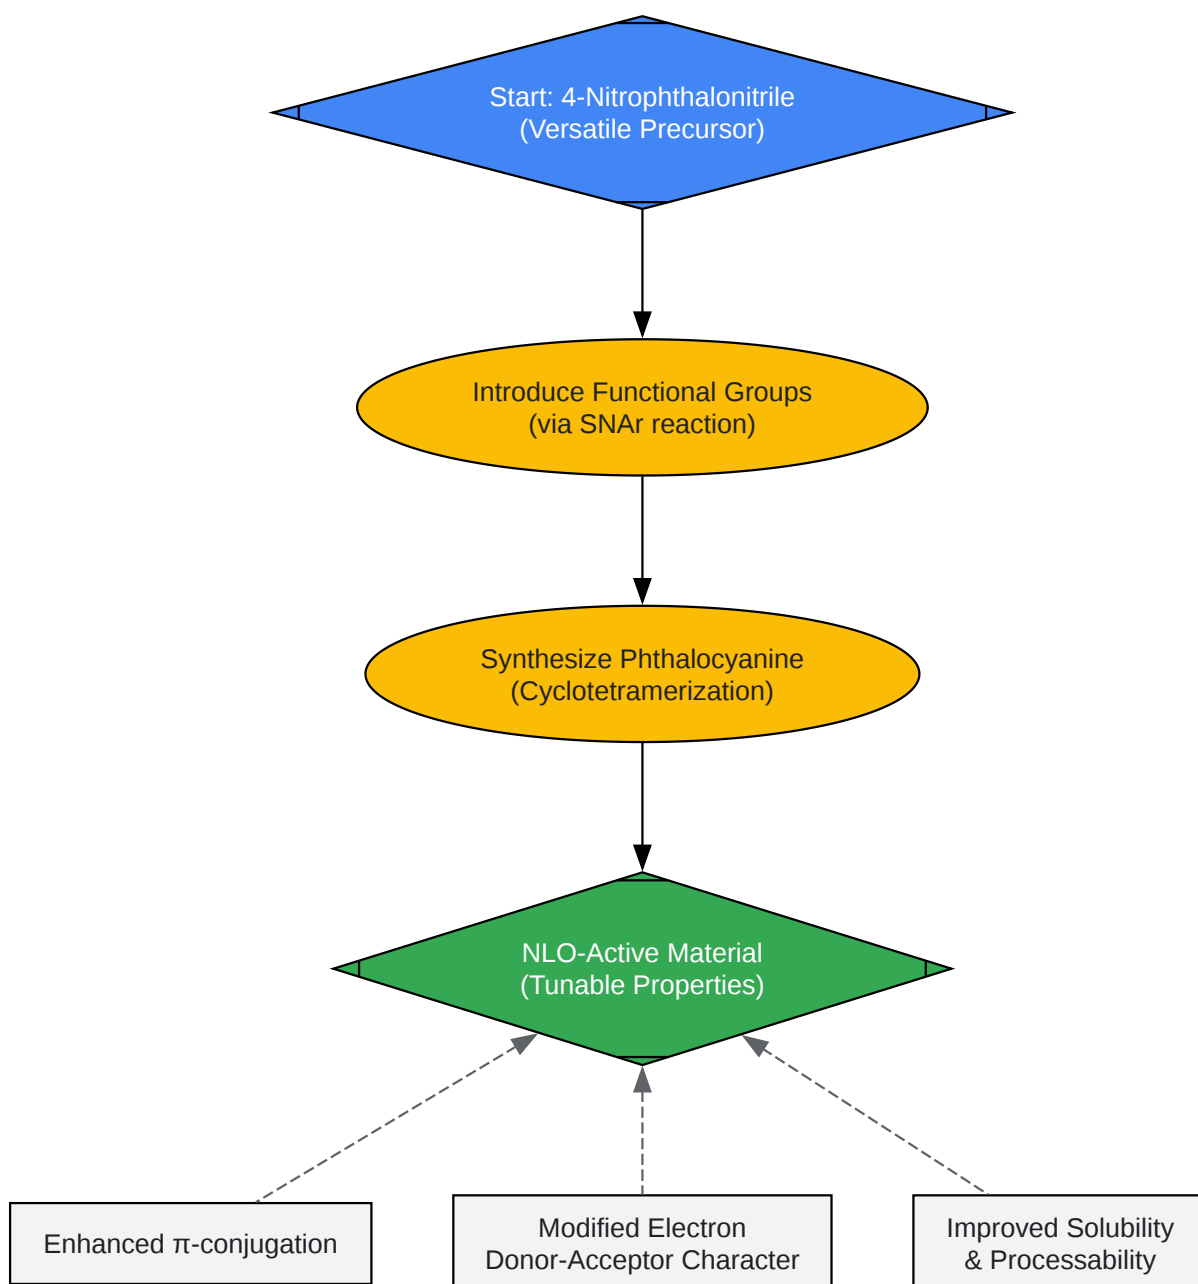 Start: 4-Nitrophthalonitrile
(Versatile Precursor)
Introduce Functional Groups
(via SNAr reaction)
Synthesize Phthalocyanine
(Cyclotetramerization)
NLO-Active Material
(Tunable Properties)
Enhanced π-conjugation
Modified Electron
Donor-Acceptor Character
Improved Solubility
& Processability